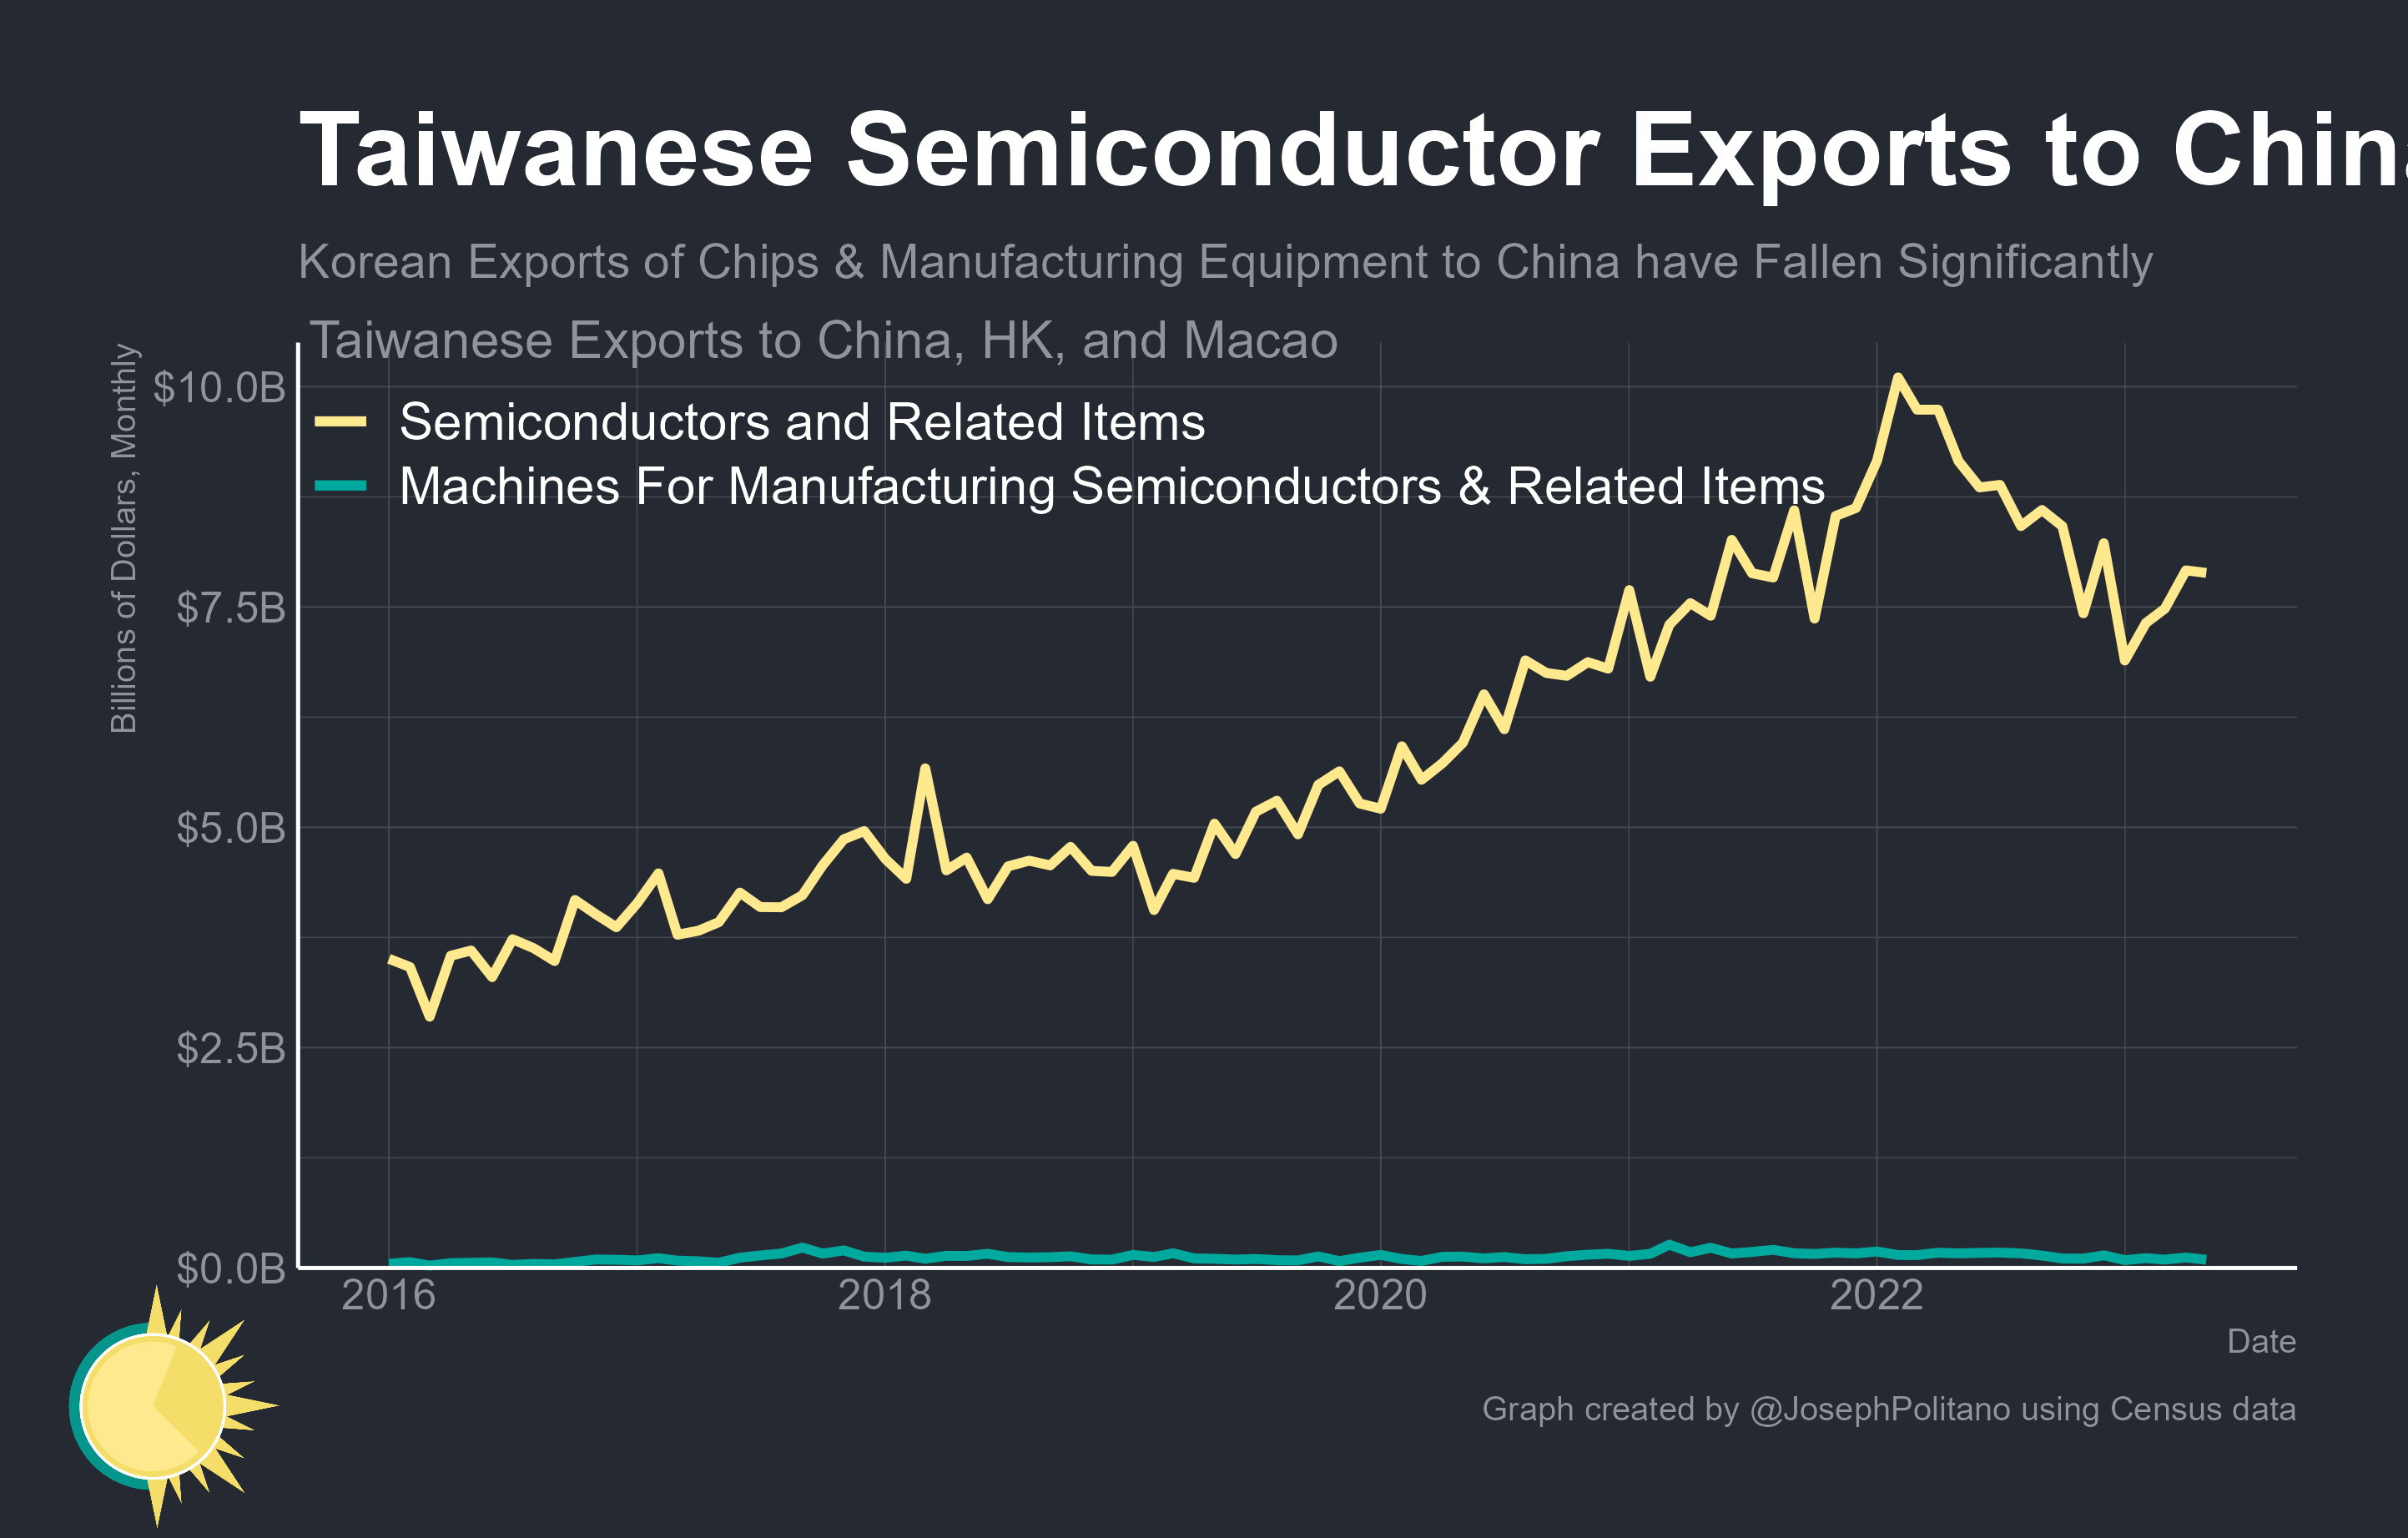 Taiwanese Semiconductor Exports to China
Korean Exports of Chips & Manufacturing Equipment to China have Fallen Significantly
Taiwanese Exports to China, HK, and Macao
Semiconductors and Related Items
Machines For Manufacturing Semiconductors & Related Items
Billions of Dollars, Monthly
$10.0B
$7.5B
$5.0B
$2.5B
$0.0B
2016 2018 2020 2022
Date
Graph created by @JosephPolitano using Census data